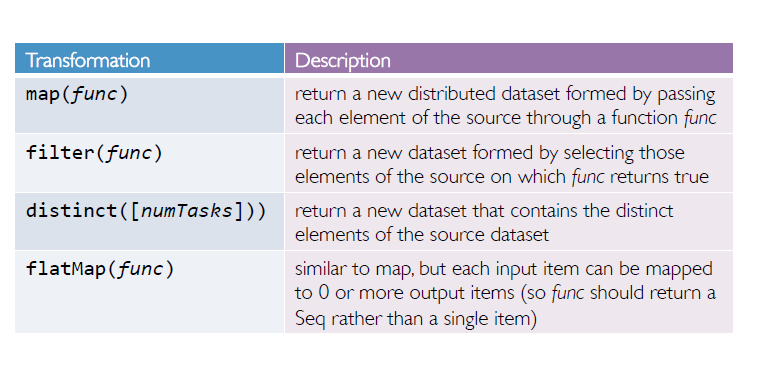 Transformation Description
map(func) return a new distributed dataset formed by passing
each element of the source through a function func
filter(func) return a new dataset formed by selecting those
elements of the source on which func returns true
distinct([numTasks])) return a new dataset that contains the distinct
elements of the source dataset
flatMap(func) similar to map, but each input item can be mapped
to 0 or more output items (so func should return a
Seq rather than a single item)